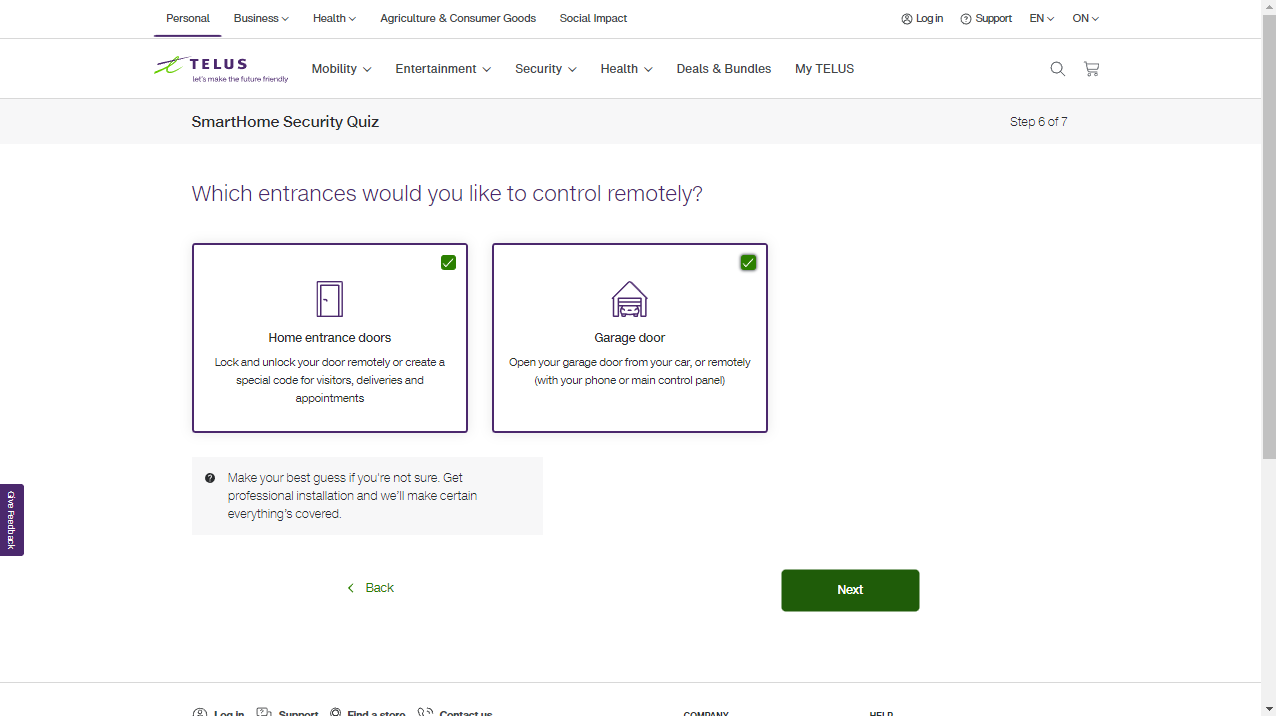 Personal Business Health Agriculture & Consumer Goods Social Impact Log in Support EN ON
TELUS
let's make the future friendly
Mobility Entertainment Security Health Deals & Bundles My TELUS
SmartHome Security Quiz Step 6 of 7
Which entrances would you like to control remotely?
Home entrance doors
Lock and unlock your door remotely or create a
special code for visitors, deliveries and
appointments
Garage door
Open your garage door from your car, or remotely
(with your phone or main control panel)
Make your best guess if you're not sure. Get
professional installation and we'll make certain
everything's covered.
Give Feedback
Back
Next
Log in Support Find a store Contact us COMPANY HELP